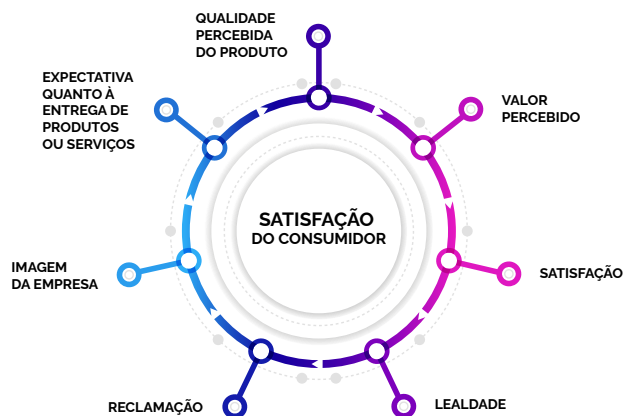 QUALIDADE
PERCEBIDA
DO PRODUTO
EXPECTATIVA
QUANTO À
ENTREGA DE
PRODUTOS
OU SERVIÇOS
VALOR
PERCEBIDO
SATISFAÇÃO
DO CONSUMIDOR
IMAGEM
DA EMPRESA
SATISFAÇÃO
RECLAMAÇÃO
LEALDADE